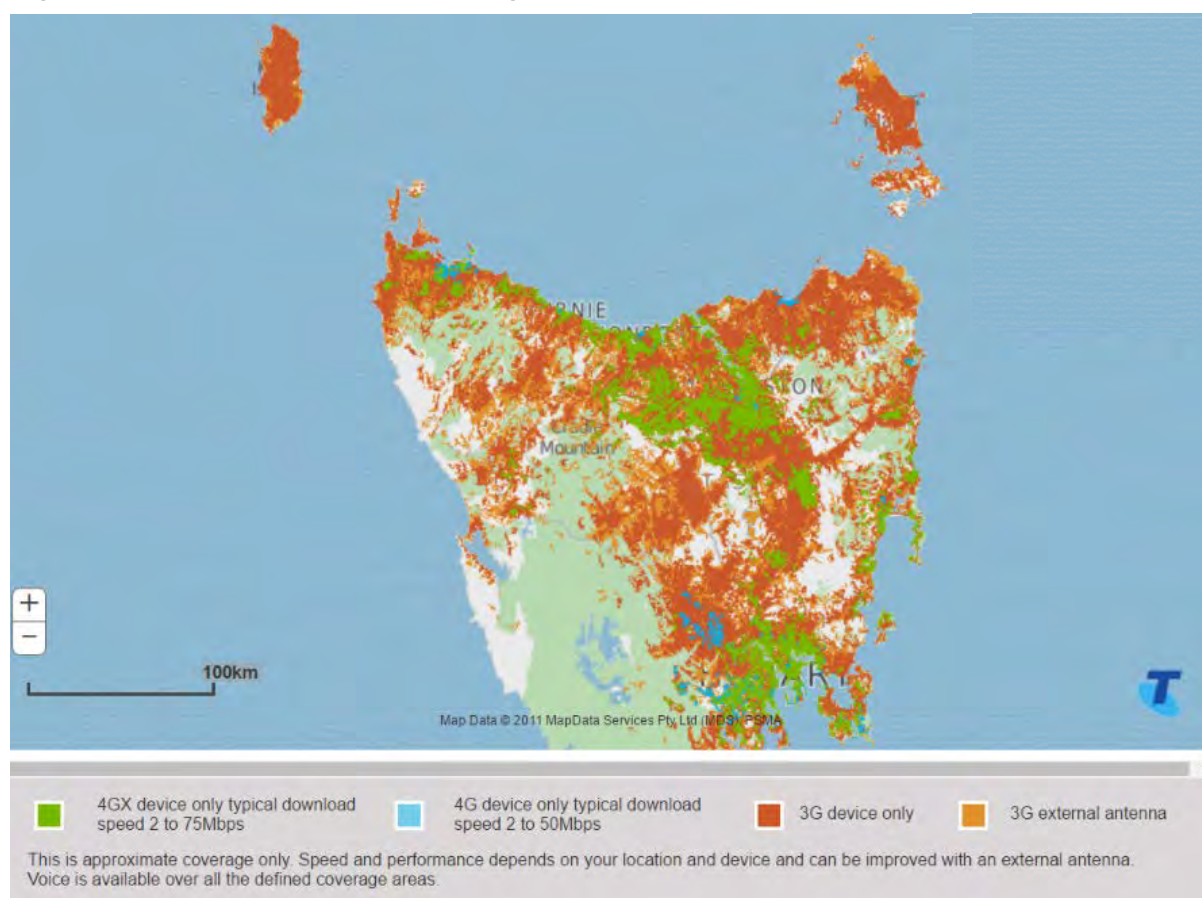 RNIE
STON
Cradle
Mountain
+
−
100km
ART
Map Data © 2011 MapData Services Pty Ltd (MDS), PSMA
4GX device only typical download
speed 2 to 75Mbps
4G device only typical download
speed 2 to 50Mbps
3G device only
3G external antenna
This is approximate coverage only. Speed and performance depends on your location and device and can be improved with an external antenna.
Voice is available over all the defined coverage areas.